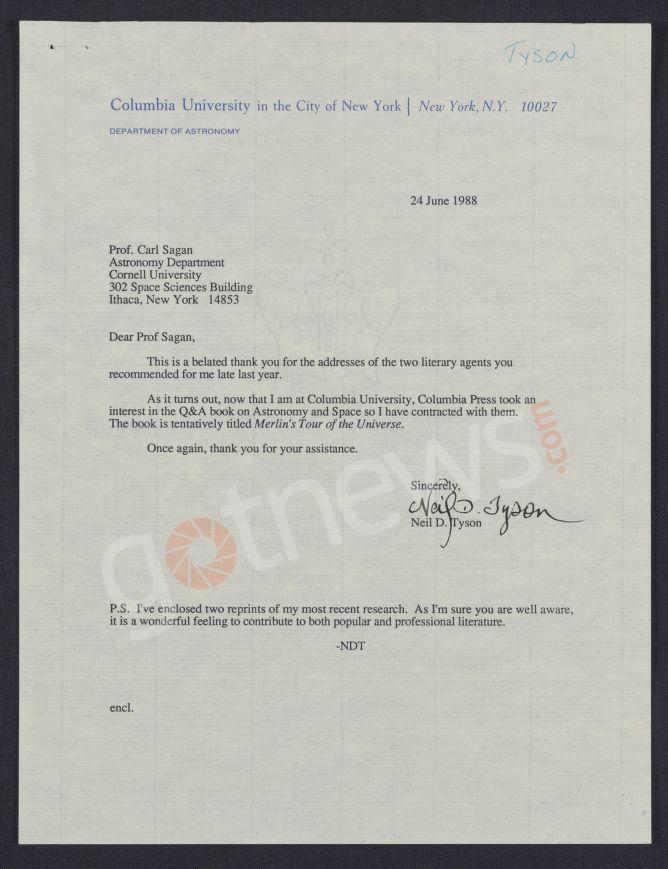 TYSON
Columbia University in the City of New York | New York, N.Y. 10027
DEPARTMENT OF ASTRONOMY
24 June 1988
Prof. Carl Sagan
Astronomy Department
Cornell University
302 Space Sciences Building
Ithaca, New York 14853
Dear Prof Sagan,
This is a belated thank you for the addresses of the two literary agents you
recommended for me late last year.
As it turns out, now that I am at Columbia University, Columbia Press took an
interest in the Q&A book on Astronomy and Space so I have contracted with them.
The book is tentatively titled Merlin's Tour of the Universe.
Once again, thank you for your assistance.
Sincerely,
Neil D. Tyson
Neil D. Tyson
gotnews.com
P.S. I've enclosed two reprints of my most recent research. As I'm sure you are well aware,
it is a wonderful feeling to contribute to both popular and professional literature.
-NDT
encl.